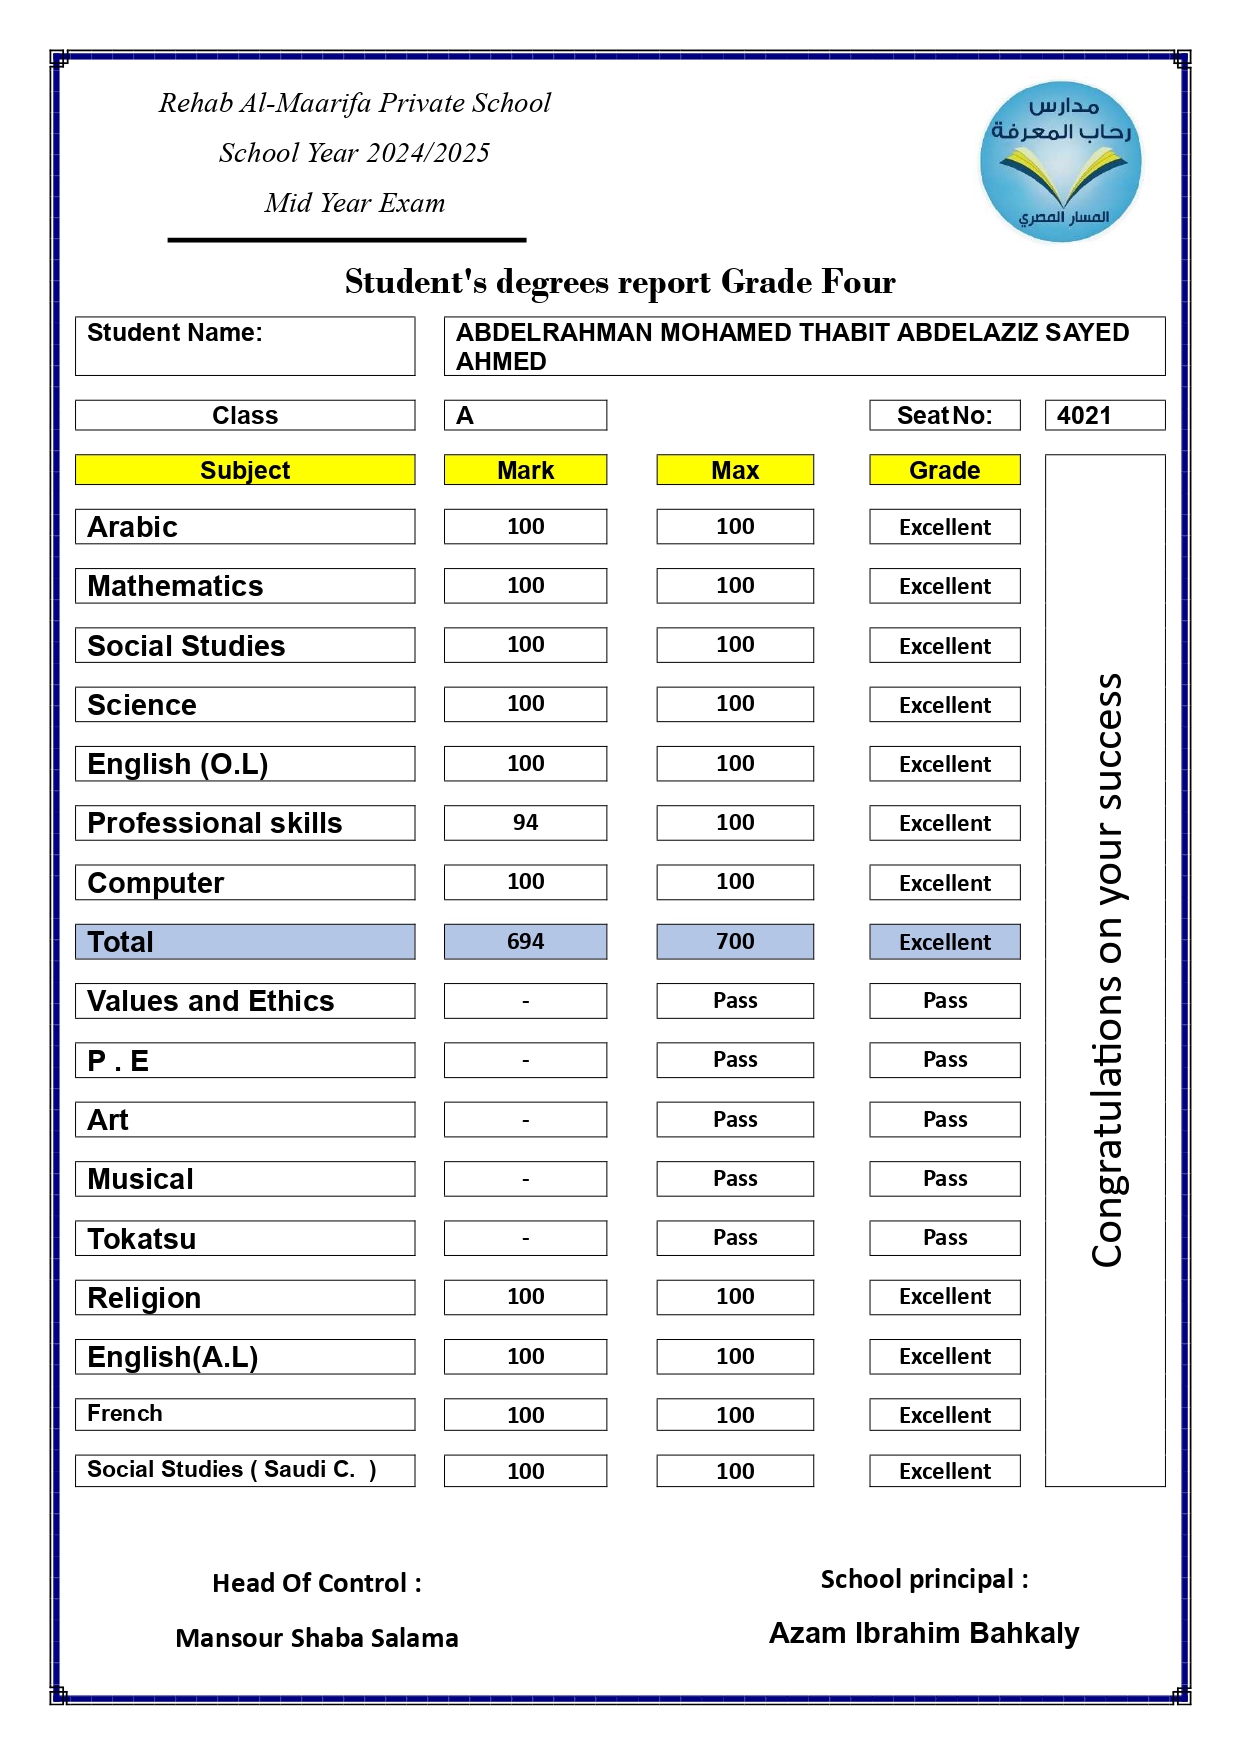 Rehab Al-Maarifa Private School
School Year 2024/2025
Mid Year Exam
مدارس
رحاب المعرفة
المسار المصري
Student's degrees report Grade Four
Student Name: ABDELRAHMAN MOHAMED THABIT ABDELAZIZ SAYED
AHMED
Class A Seat No: 4021
Subject Mark Max Grade
Arabic 100 100 Excellent
Mathematics 100 100 Excellent
Social Studies 100 100 Excellent
Science 100 100 Excellent
English (O.L) 100 100 Excellent
Professional skills 94 100 Excellent
Computer 100 100 Excellent
Total 694 700 Excellent
Values and Ethics - Pass Pass
P . E - Pass Pass
Art - Pass Pass
Musical - Pass Pass
Tokatsu - Pass Pass
Religion 100 100 Excellent
English(A.L) 100 100 Excellent
French 100 100 Excellent
Social Studies ( Saudi C. ) 100 100 Excellent
Congratulations on your success
Head Of Control :
Mansour Shaba Salama
School principal :
Azam Ibrahim Bahkaly